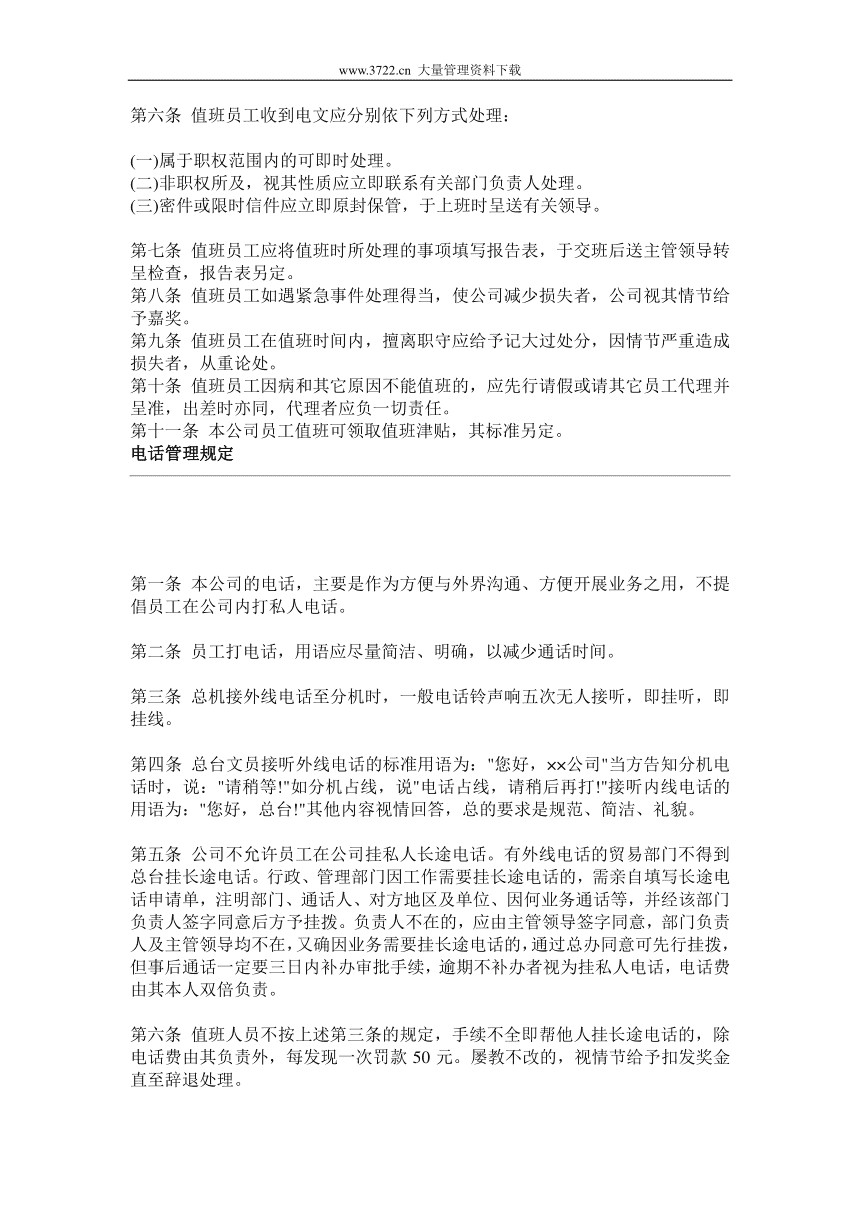 www.3722.cn 大量管理资料下载
第六条 值班员工收到电文应分别依下列方式处理：
(一)属于职权范围内的可即时处理。
(二)非职权所及，视其性质应立即联系有关部门负责人处理。
(三)密件或限时信件应立即原封保管，于上班时呈送有关领导。
第七条 值班员工应将值班时所处理的事项填写报告表，于交班后送主管领导转
呈检查，报告表另定。
第八条 值班员工如遇紧急事件处理得当，使公司减少损失者，公司视其情节给
予嘉奖。
第九条 值班员工在值班时间内，擅离职守应给予记大过处分，因情节严重造成
损失者，从重论处。
第十条 值班员工因病和其它原因不能值班的，应先行请假或请其它员工代理并
呈准，出差时亦同，代理者应负一切责任。
第十一条 本公司员工值班可领取值班津贴，其标准另定。
电话管理规定
第一条 本公司的电话，主要是作为方便与外界沟通、方便开展业务之用，不提
倡员工在公司内打私人电话。
第二条 员工打电话，用语应尽量简洁、明确，以减少通话时间。
第三条 总机接外线电话至分机时，一般电话铃声响五次无人接听，即挂听，即
挂线。
第四条 总台文员接听外线电话的标准用语为："您好，××公司"当方告知分机电
话时，说："请稍等!"如分机占线，说"电话占线，请稍后再打!"接听内线电话的
用语为："您好，总台!"其他内容视情回答，总的要求是规范、简洁、礼貌。
第五条 公司不允许员工在公司挂私人长途电话。有外线电话的贸易部门不得到
总台挂长途电话。行政、管理部门因工作需要挂长途电话的，需亲自填写长途电
话申请单，注明部门、通话人、对方地区及单位、因何业务通话等，并经该部门
负责人签字同意后方予挂拨。负责人不在的，应由主管领导签字同意，部门负责
人及主管领导均不在，又确因业务需要挂长途电话的，通过总办同意可先行挂拨，
但事后通话一定要三日内补办审批手续，逾期不补办者视为挂私人电话，电话费
由其本人双倍负责。
第六条 值班人员不按上述第三条的规定，手续不全即帮他人挂长途电话的，除
电话费由其负责外，每发现一次罚款 50 元。屡教不改的，视情节给予扣发奖金
直至辞退处理。